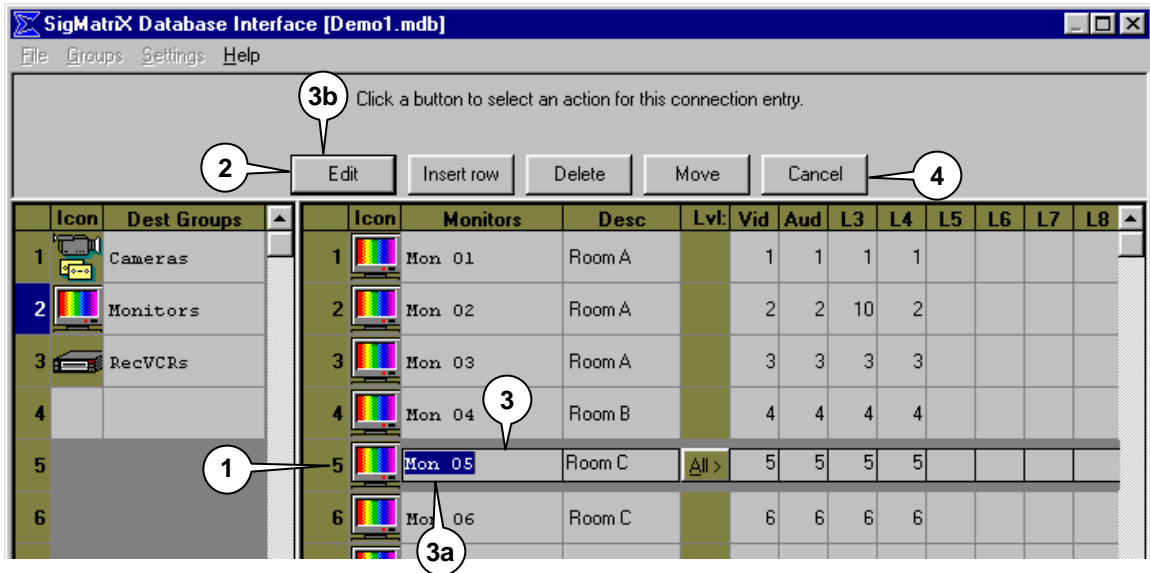 SigMatriX Database Interface [Demo1.mdb]
File Groups Settings Help
3b
Click a button to select an action for this connection entry.
2
Edit Insert row Delete Move Cancel
4
Icon Dest Groups
1 Cameras
2 Monitors
3 RecVCRs
4
5
6
Icon Monitors Desc Lvl: Vid Aud L3 L4 L5 L6 L7 L8
1 Mon 01 Room A 1 1 1 1
2 Mon 02 Room A 2 2 10 2
3 Mon 03 Room A 3 3 3 3
4 Mon 04 Room B 4 4 4 4
3
1
5 Mon 05 Room C All > 5 5 5 5
6 Mon 06 Room C 6 6 6 6
3a